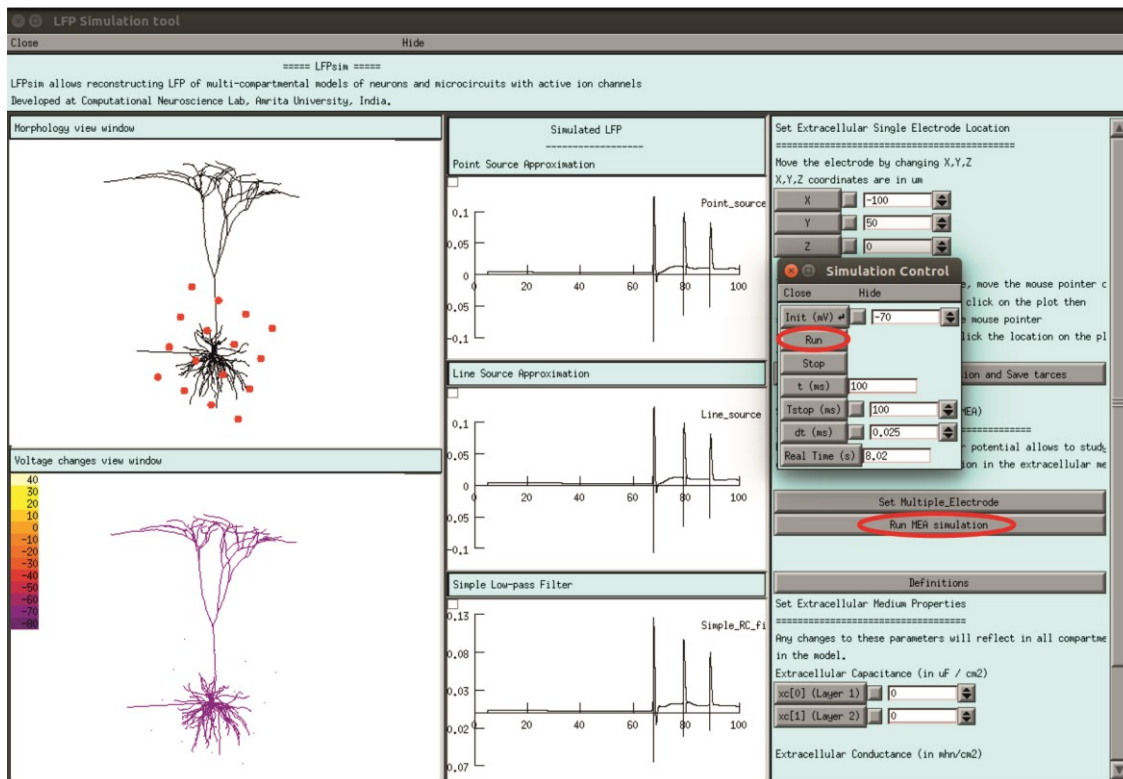 LFP Simulation tool
Close Hide
===== LFPsim =====
LFPsim allows reconstructing LFP of multi-compartmental models of neurons and microcircuits with active ion channels
Developed at Computational Neuroscience Lab, Amrita University, India.
Morphology view window
Voltage changes view window
40
30
20
10
0
-10
-20
-30
-40
-50
-60
-70
-80
Simulated LFP
------------------
Point Source Approximation
Point_source
0.1
0.05
0
0.05
-0.1
20 40 60 80 100
Line Source Approximation
Line_source
0.1
0.05
0
0.05
-0.1
20 40 60 80 100
Simple Low-pass Filter
Simple_RC_fi
0.13
0.08
0.03
0.02
0.07
20 40 60 80 100
Set Extracellular Single Electrode Location
Move the electrode by changing X,Y,Z
X,Y,Z coordinates are in um
X -100
Y 50
Z 0
, move the mouse pointer c
click on the plot then
mouse pointer
lick the location on the pl
ion and Save tarces
MEA)
r potential allows to study
ion in the extracellular me
Simulation Control
Close Hide
Init (mV) -70
Run
Stop
t (ms) 100
Tstop (ms) 100
dt (ms) 0.025
Real Time (s) 8.02
Set Multiple_Electrode
Run MEA simulation
Definitions
Set Extracellular Medium Properties
Any changes to these parameters will reflect in all compartme
in the model.
Extracellular Capacitance (in uF / cm2)
xc[0] (Layer 1) 0
xc[1] (Layer 2) 0
Extracellular Conductance (in mhn/cm2)